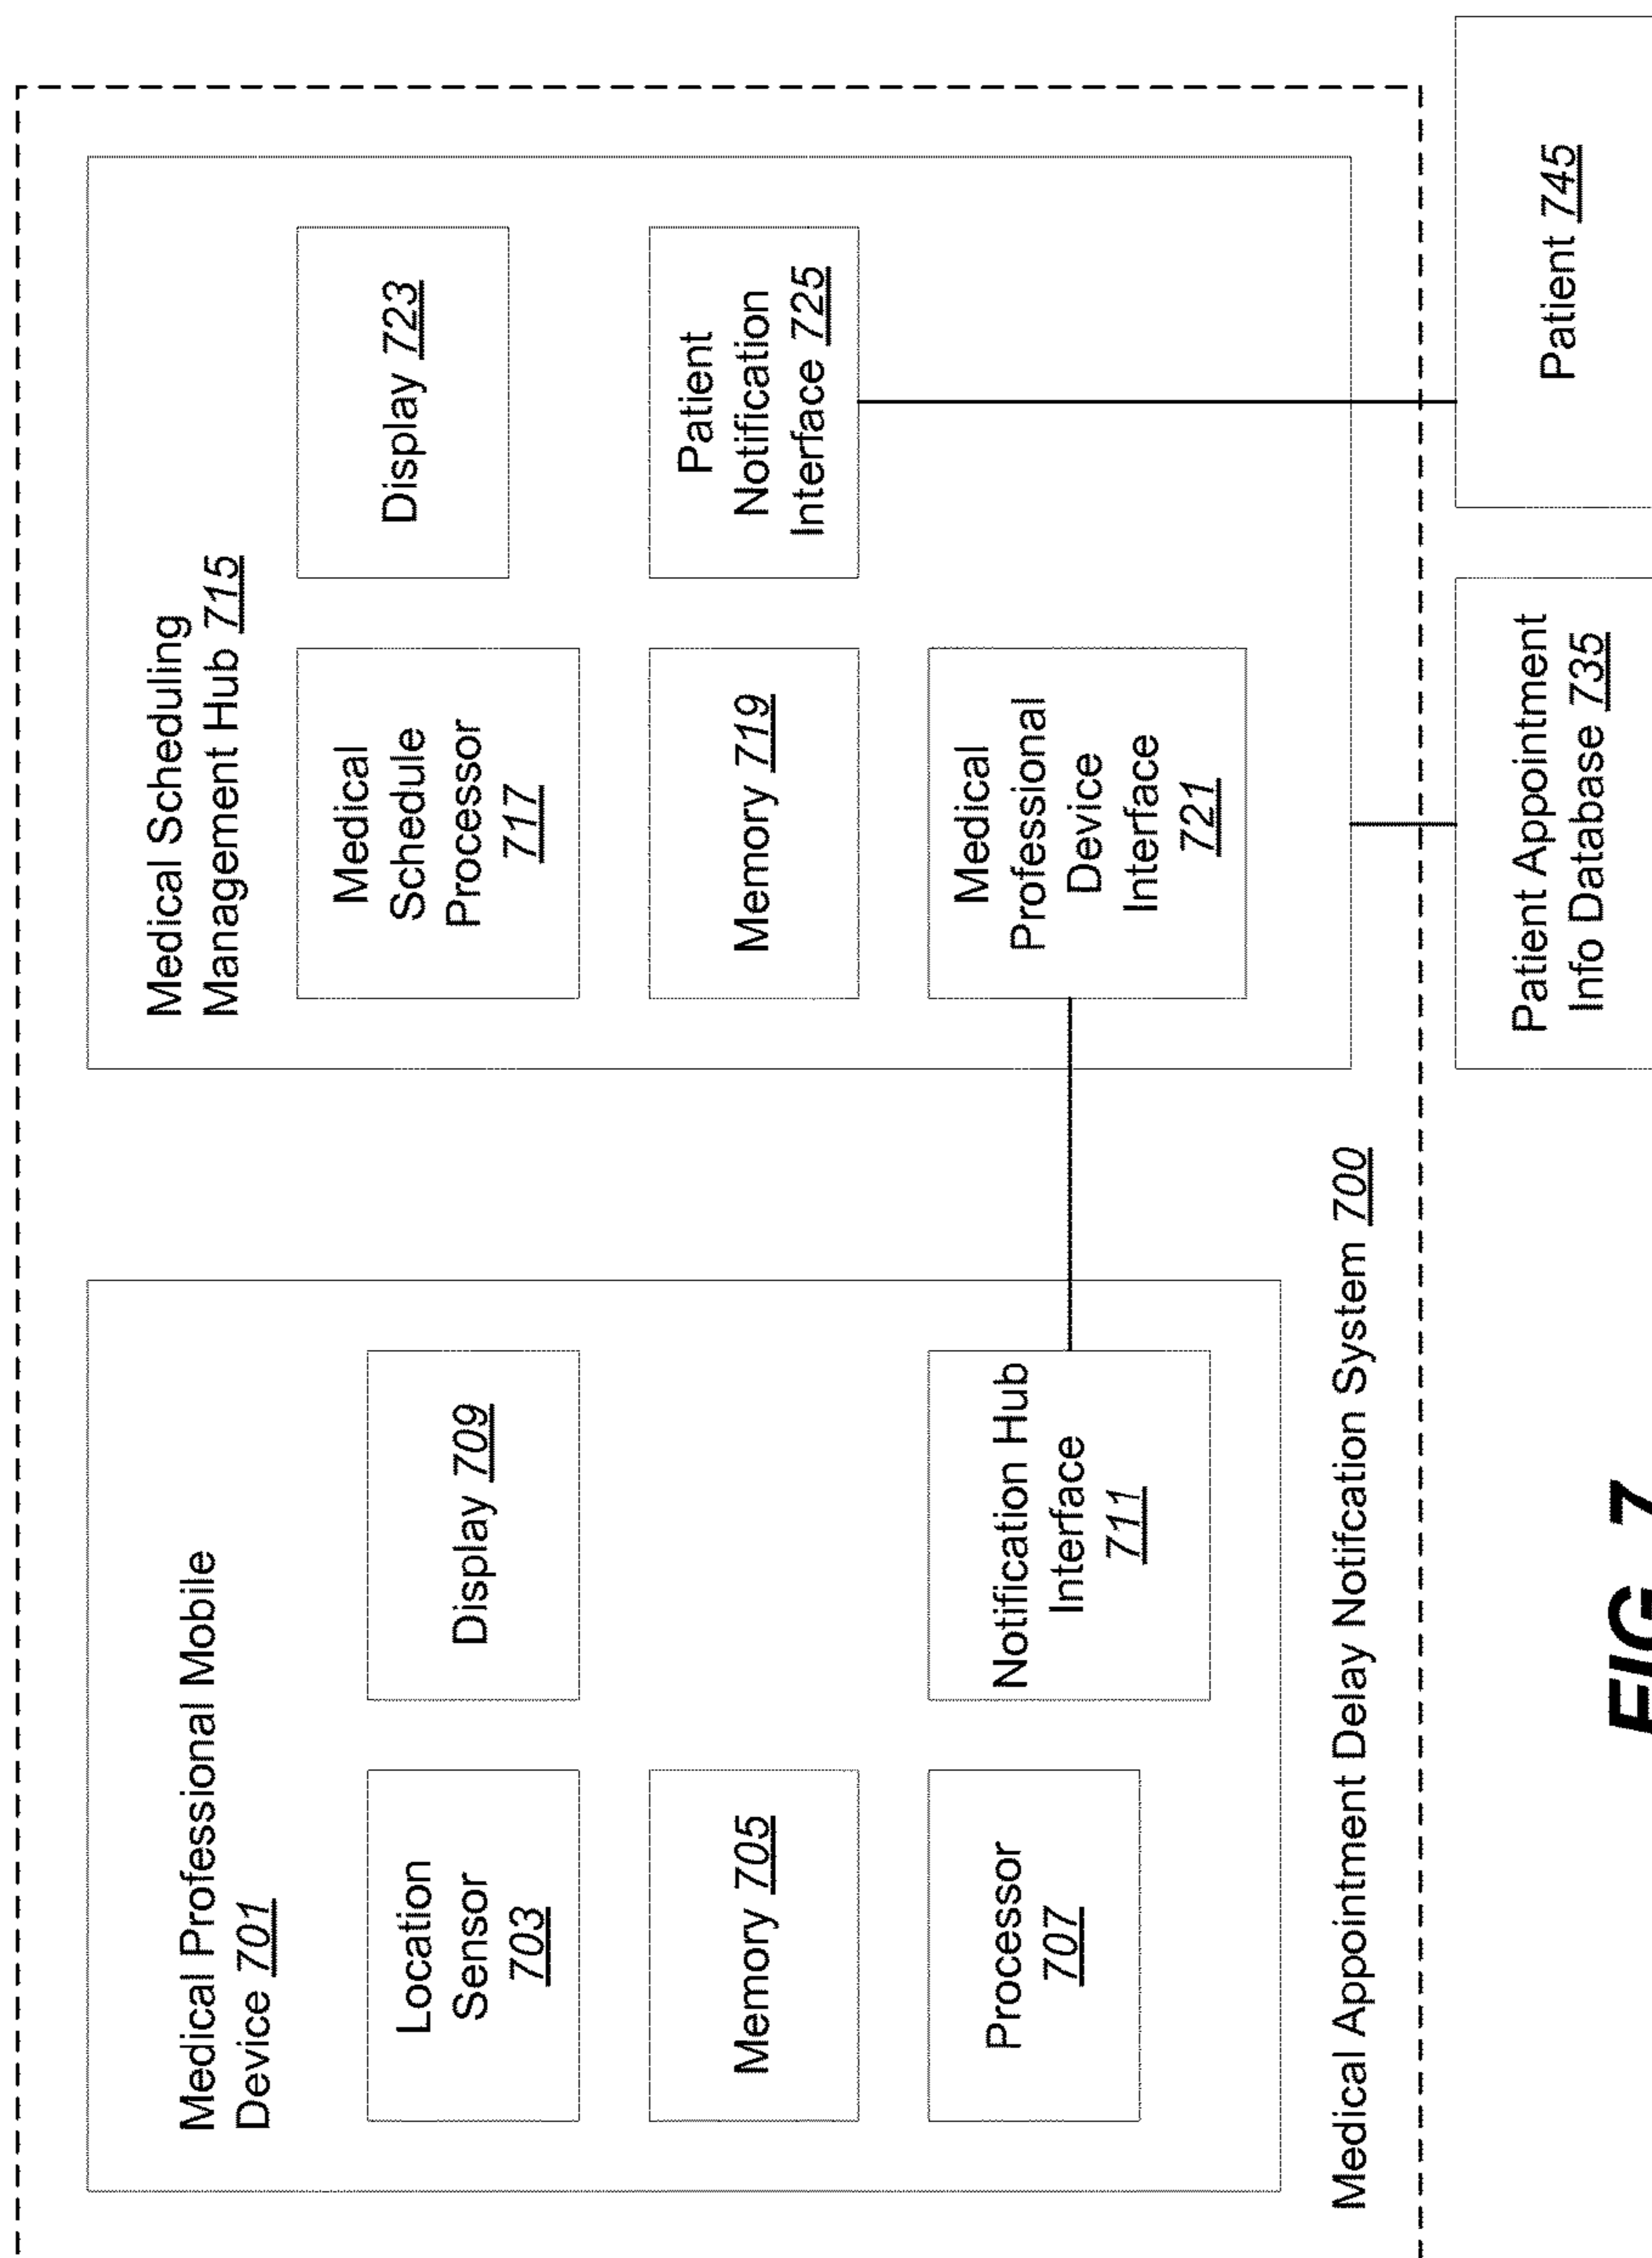 Medical Professional Mobile
Device 701
Location
Sensor
703
Display 709
Memory 705
Processor
707
Notification Hub
Interface
711
Medical Scheduling
Management Hub 715
Medical
Schedule
Processor
717
Display 723
Memory 719
Patient
Notification
Interface 725
Medical
Professional
Device
Interface
721
Medical Appointment Delay Notifcation System 700
Patient Appointment
Info Database 735
Patient 745
FIG. 7